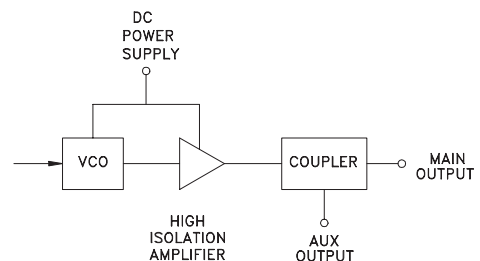 DC
POWER
SUPPLY
VCO
COUPLER
MAIN
OUTPUT
HIGH
ISOLATION
AMPLIFIER
AUX
OUTPUT